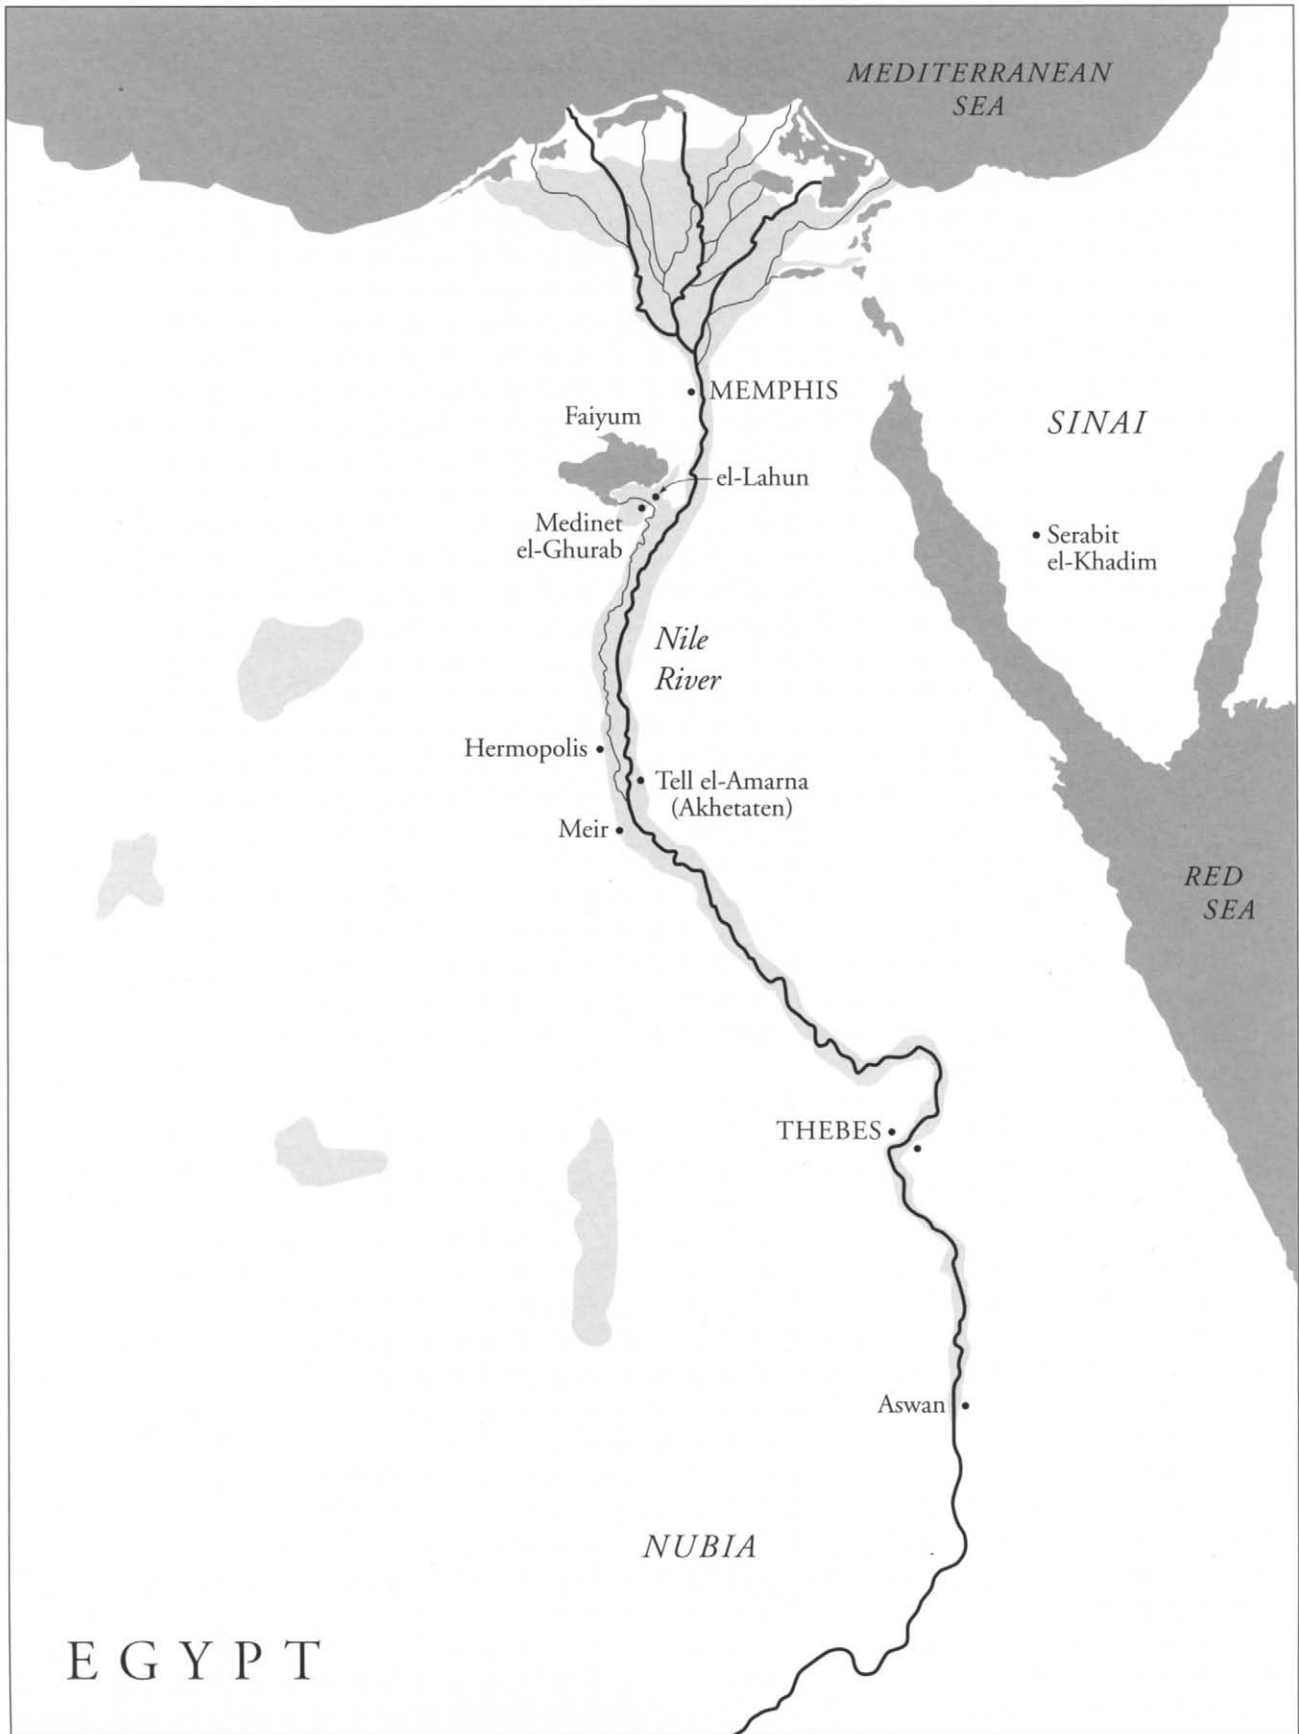 MEDITERRANEAN
SEA
MEMPHIS
Faiyum
SINAI
el-Lahun
Medinet
el-Ghurab
Serabit
el-Khadim
Nile
River
Hermopolis
Tell el-Amarna
(Akhetaten)
Meir
RED
SEA
THEBES
Aswan
NUBIA
EGYPT